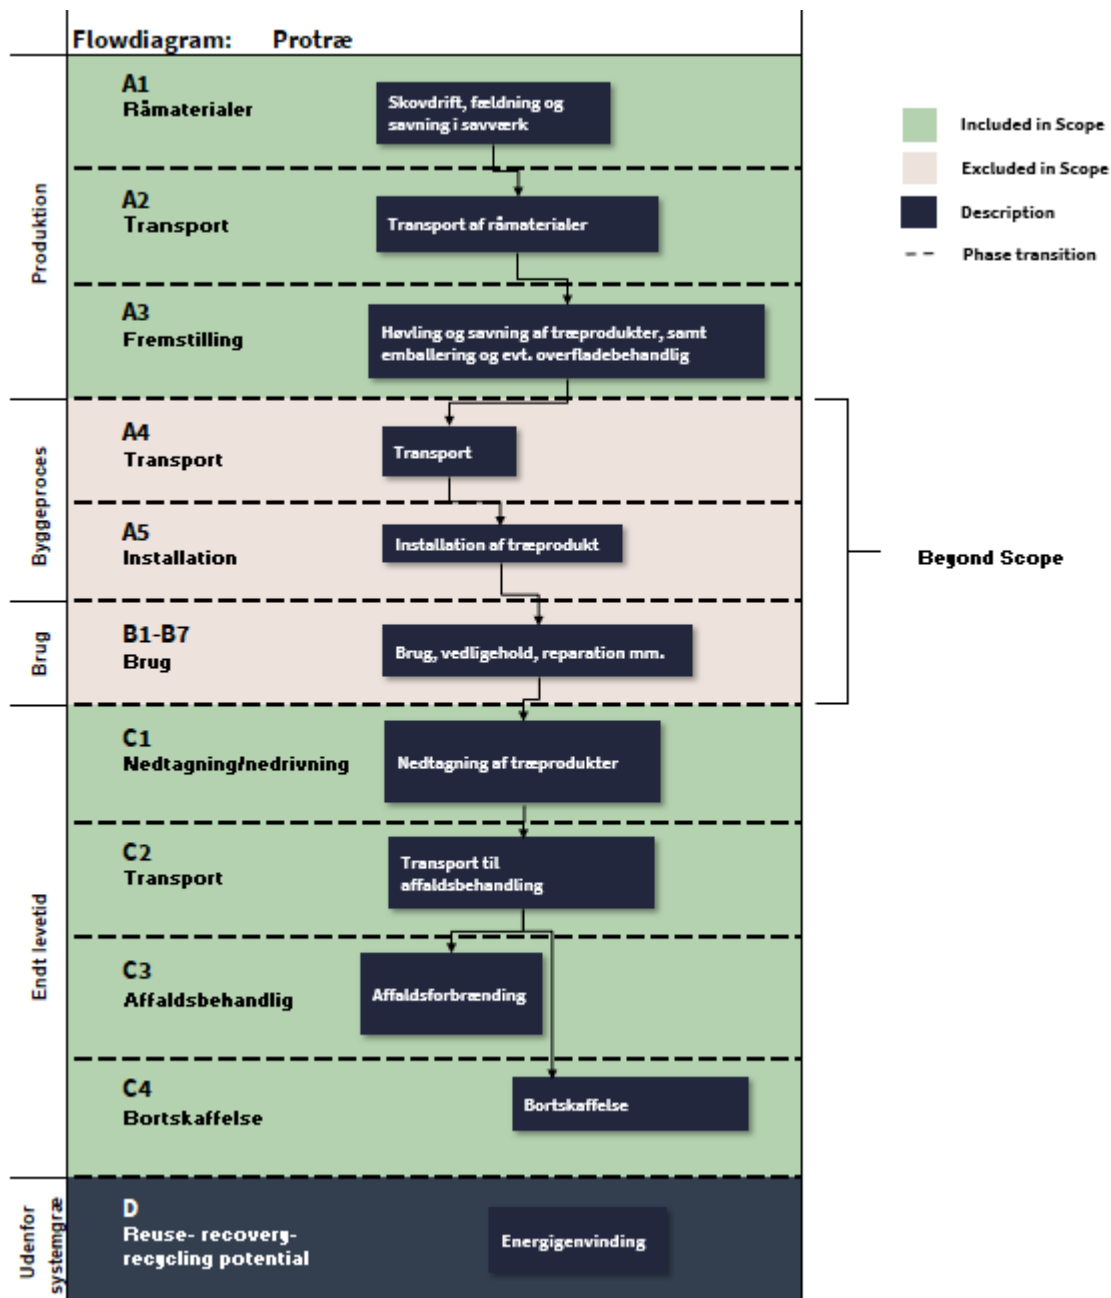 Flowdiagram: Protræ
Produktion
A1
Råmaterialer
Skovdrift, fældning og
savning i savværk
A2
Transport
Transport af råmaterialer
A3
Fremstilling
Høvling og savning af træprodukter, samt
emballering og evt. overfladebehandlig
Byggeproces
A4
Transport
Transport
A5
Installation
Installation af træprodukt
Brug
B1-B7
Brug
Brug, vedligehold, reparation mm.
Endt levetid
C1
Nedtagning/nedrivning
Nedtagning af træprodukter
C2
Transport
Transport til
affaldsbehandling
C3
Affaldsbehandlig
Affaldsforbrænding
C4
Bortskaffelse
Bortskaffelse
Udenfor
systemgræ
D
Reuse- recovery-
recycling potential
Energigenvinding
Included in Scope
Excluded in Scope
Description
Phase transition
Beyond Scope